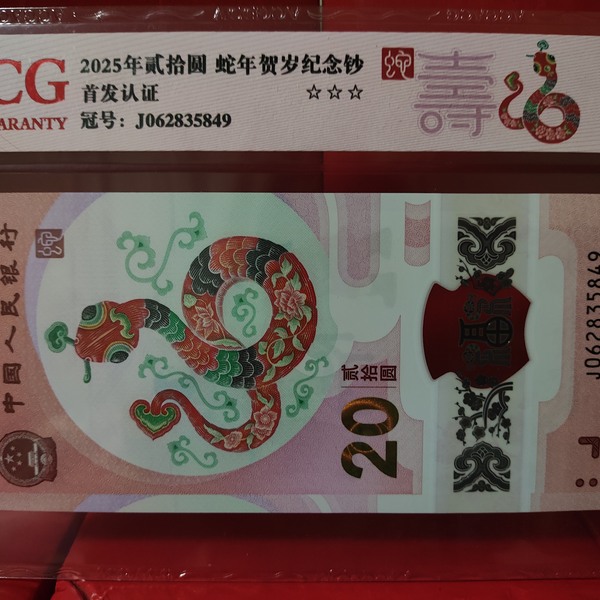 CG
ARANTY
2025年贰拾圆 蛇年贺岁纪念钞
首发认证 ☆☆☆
冠号：J062835849
壽
中國人民銀行
贰拾圆
20
J062835849